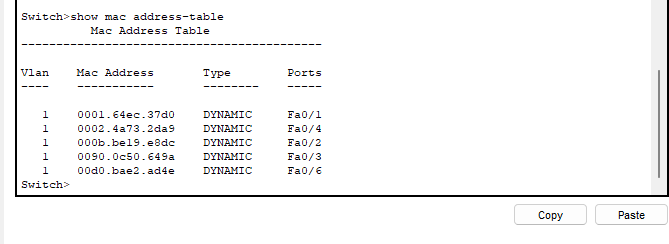 Switch>show mac address-table
Mac Address Table
-------------------------------------------
Vlan Mac Address Type Ports
---- ----------- -------- -----
1 0001.64ec.37d0 DYNAMIC Fa0/1
1 0002.4a73.2da9 DYNAMIC Fa0/4
1 000b.be19.e8dc DYNAMIC Fa0/2
1 0090.0c50.649a DYNAMIC Fa0/3
1 00d0.bae2.ad4e DYNAMIC Fa0/6
Switch>
Copy Paste